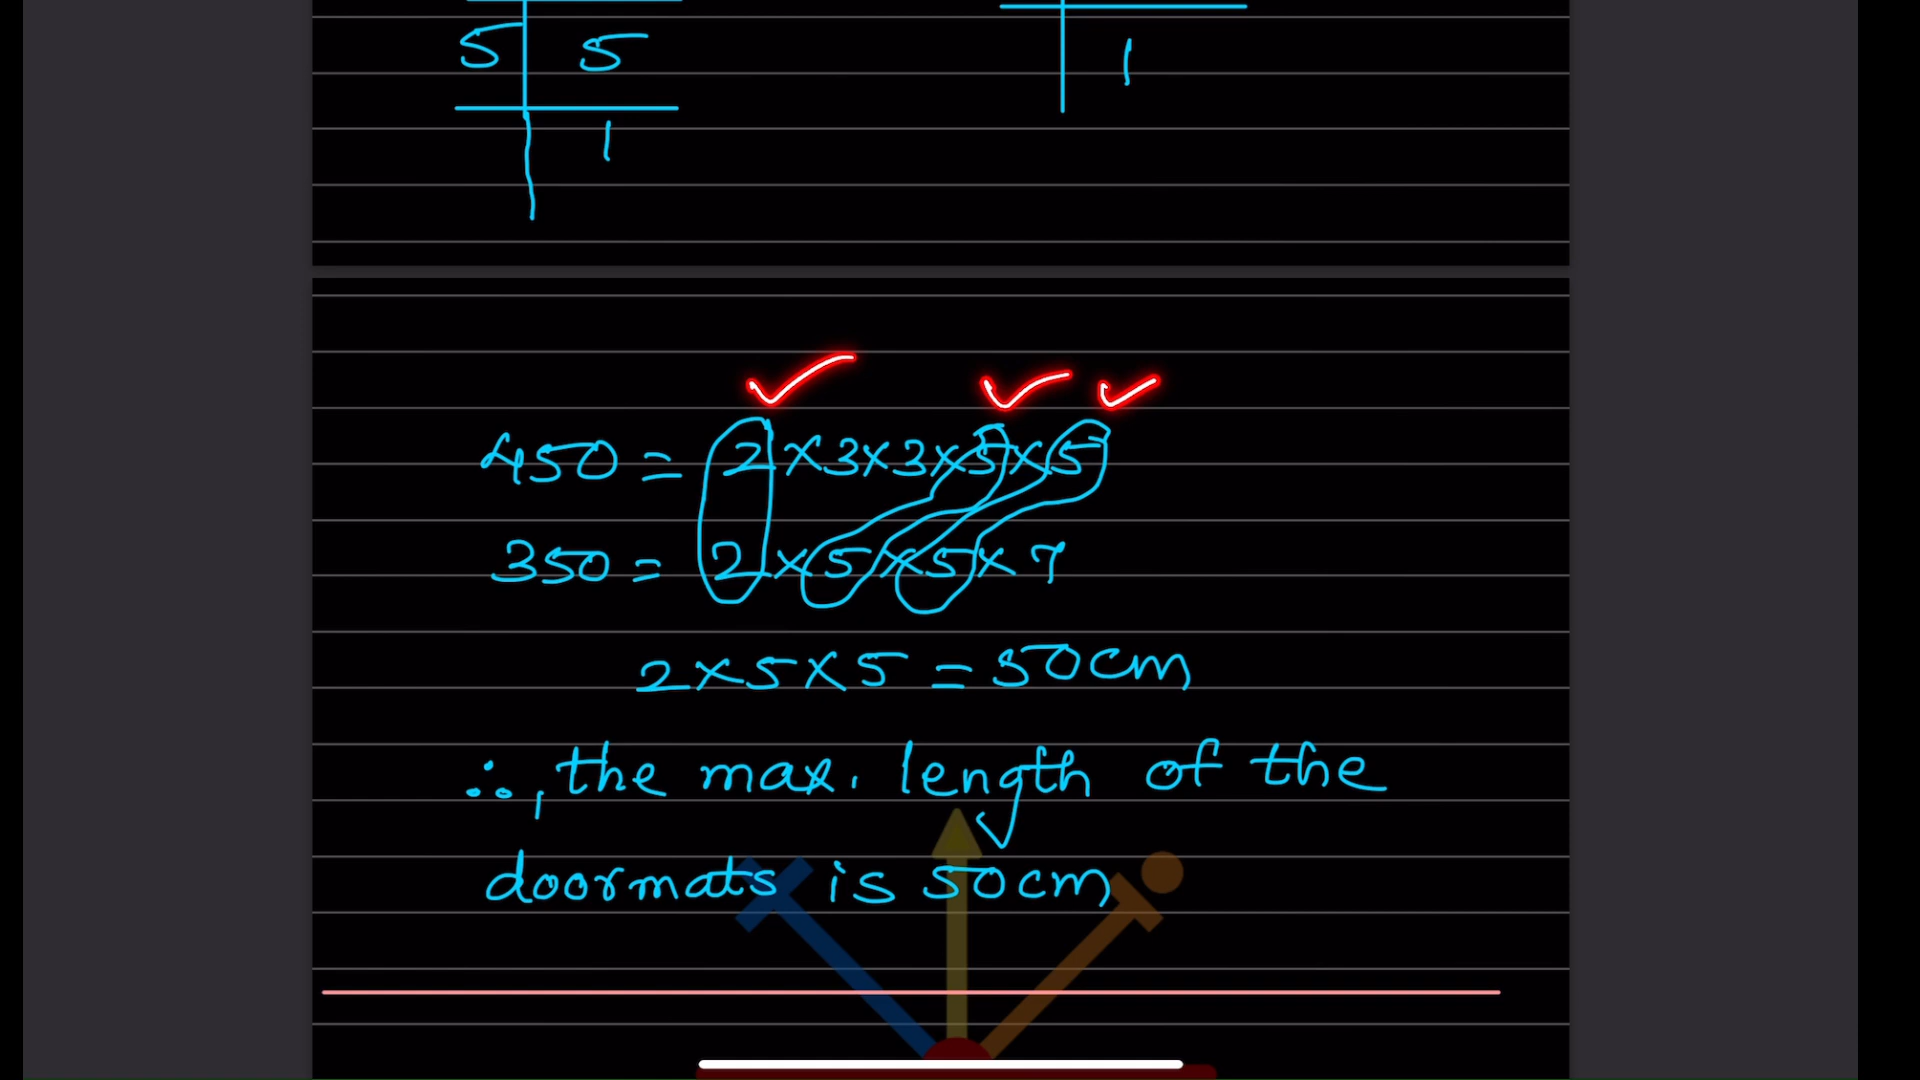 5 5
1
1
450 = 2 × 3 × 3 × 5 × 5
350 = 2 × 5 × 5 × 7
2 × 5 × 5 = 50cm
∴, the max. length of the
doormats is 50cm